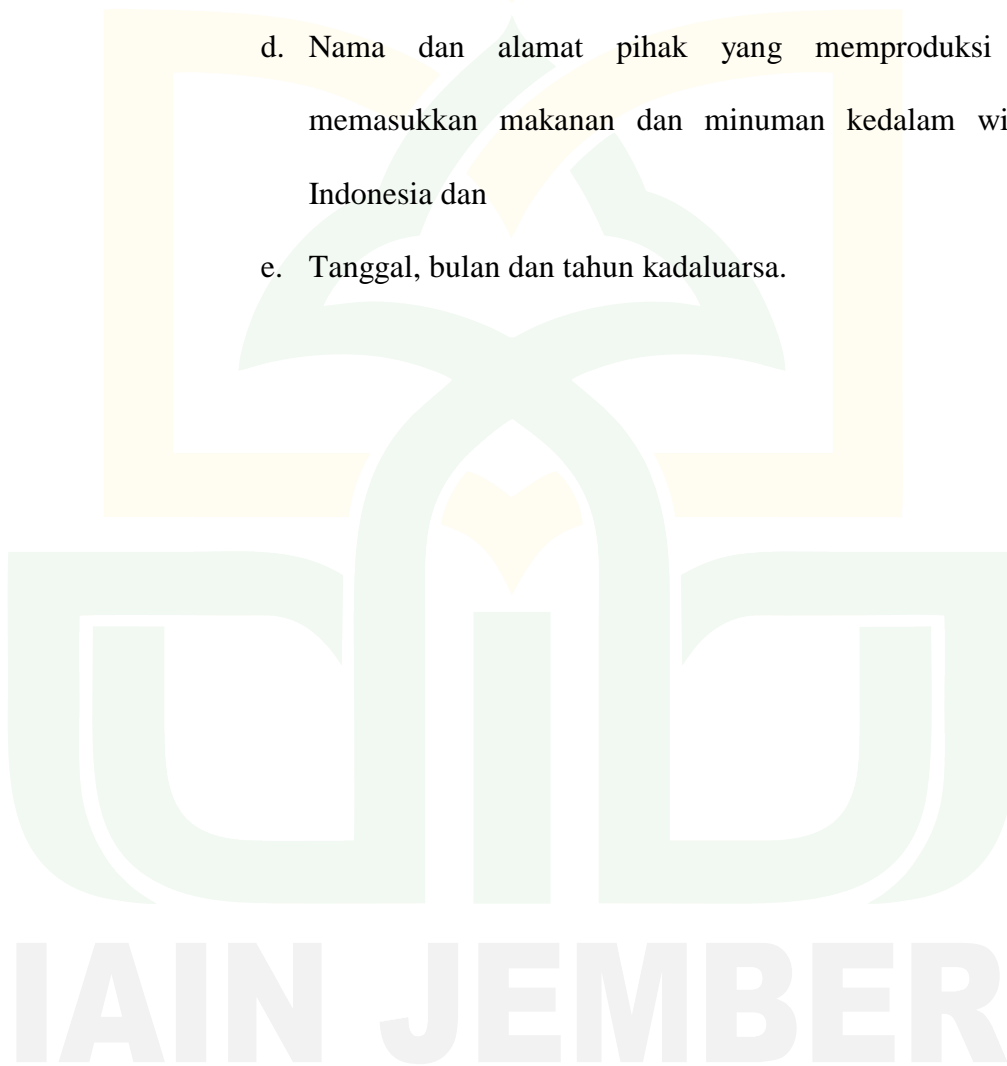 d. Nama dan alamat pihak yang memproduksi
memasukkan makanan dan minuman kedalam wi
Indonesia dan
e. Tanggal, bulan dan tahun kadaluarsa.
IAIN JEMBER